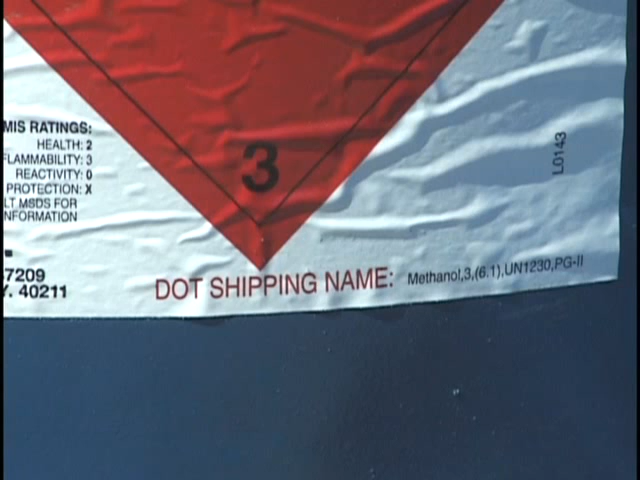 MIS RATINGS:
HEALTH: 2
FLAMMABILITY: 3
REACTIVITY: 0
PROTECTION: X
LT MSDS FOR
NFORMATION
7209
Y. 40211
3
DOT SHIPPING NAME: Methanol,3,(6.1),UN1230,PG-II
L0143